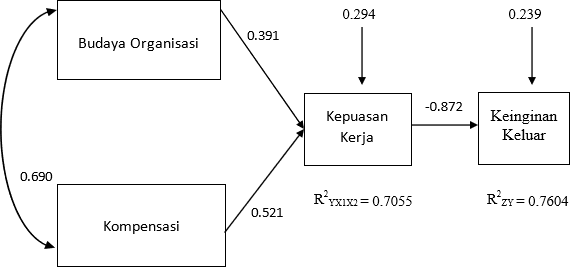 0.294
0.239
Budaya Organisasi
0.391
Kepuasan
Kerja
-0.872
Keinginan
Keluar
0.690
Kompensasi
0.521
R²YX1X2 = 0.7055
R²ZY = 0.7604